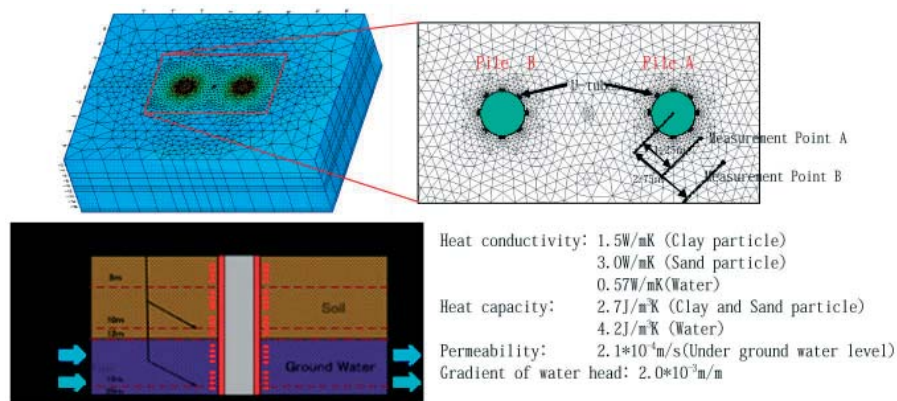 Pile B
Pile A
U-tube
Measurement Point A
Measurement Point B
Heat conductivity: 1.5W/mK (Clay particle)
3.0W/mK (Sand particle)
0.57W/mK(Water)
Heat capacity: 2.7J/m³K (Clay and Sand particle)
4.2J/m³K (Water)
Permeability: 2.1*10⁻⁴m/s(Under ground water level)
Gradient of water head: 2.0*10⁻³m/m
Soil
10m
12m
Ground Water